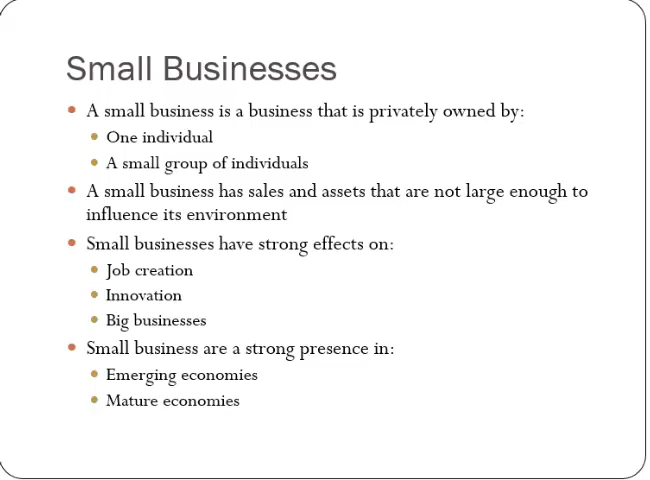 Small Businesses
A small business is a business that is privately owned by:
One individual
A small group of individuals
A small business has sales and assets that are not large enough to
influence its environment
Small businesses have strong effects on:
Job creation
Innovation
Big businesses
Small business are a strong presence in:
Emerging economies
Mature economies